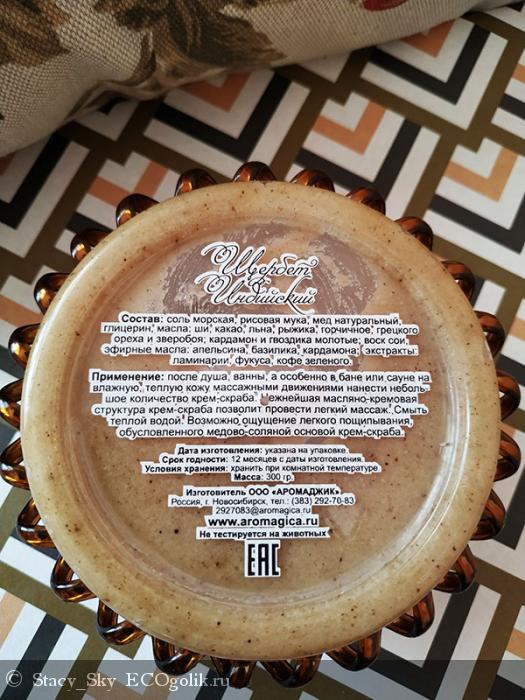 Щербет
Индийский
Состав: соль морская, рисовая мука, мед натуральный,
глицерин, масла: ши, какао, льна, рыжика, горчичное, грецкого
ореха и зверобоя; кардамон и гвоздика молотые; воск сои,
эфирные масла: апельсина, базилика, кардамона; экстракты:
ламинарии, фукуса, кофе зеленого.
Применение: после душа, ванны, а особенно в бане или сауне на
влажную, теплую кожу массажными движениями нанести неболь-
шое количество крем-скраба. Нежнейшая масляно-кремовая
структура крем-скраба позволит провести легкий массаж. Смыть
теплой водой. Возможно ощущение легкого пощипывания,
обусловленного медово-соляной основой крем-скраба.
Дата изготовления: указана на упаковке.
Срок годности: 12 месяцев с даты изготовления.
Условия хранения: хранить при комнатной температуре.
Масса: 300 гр.
Изготовитель ООО «АРОМАДЖИК»
Россия, г. Новосибирск, тел.: (383) 292-70-83
2927083@aromagica.ru
www.aromagica.ru
Не тестируется на животных
EAC
© Stacy_Sky ECOgolik.ru